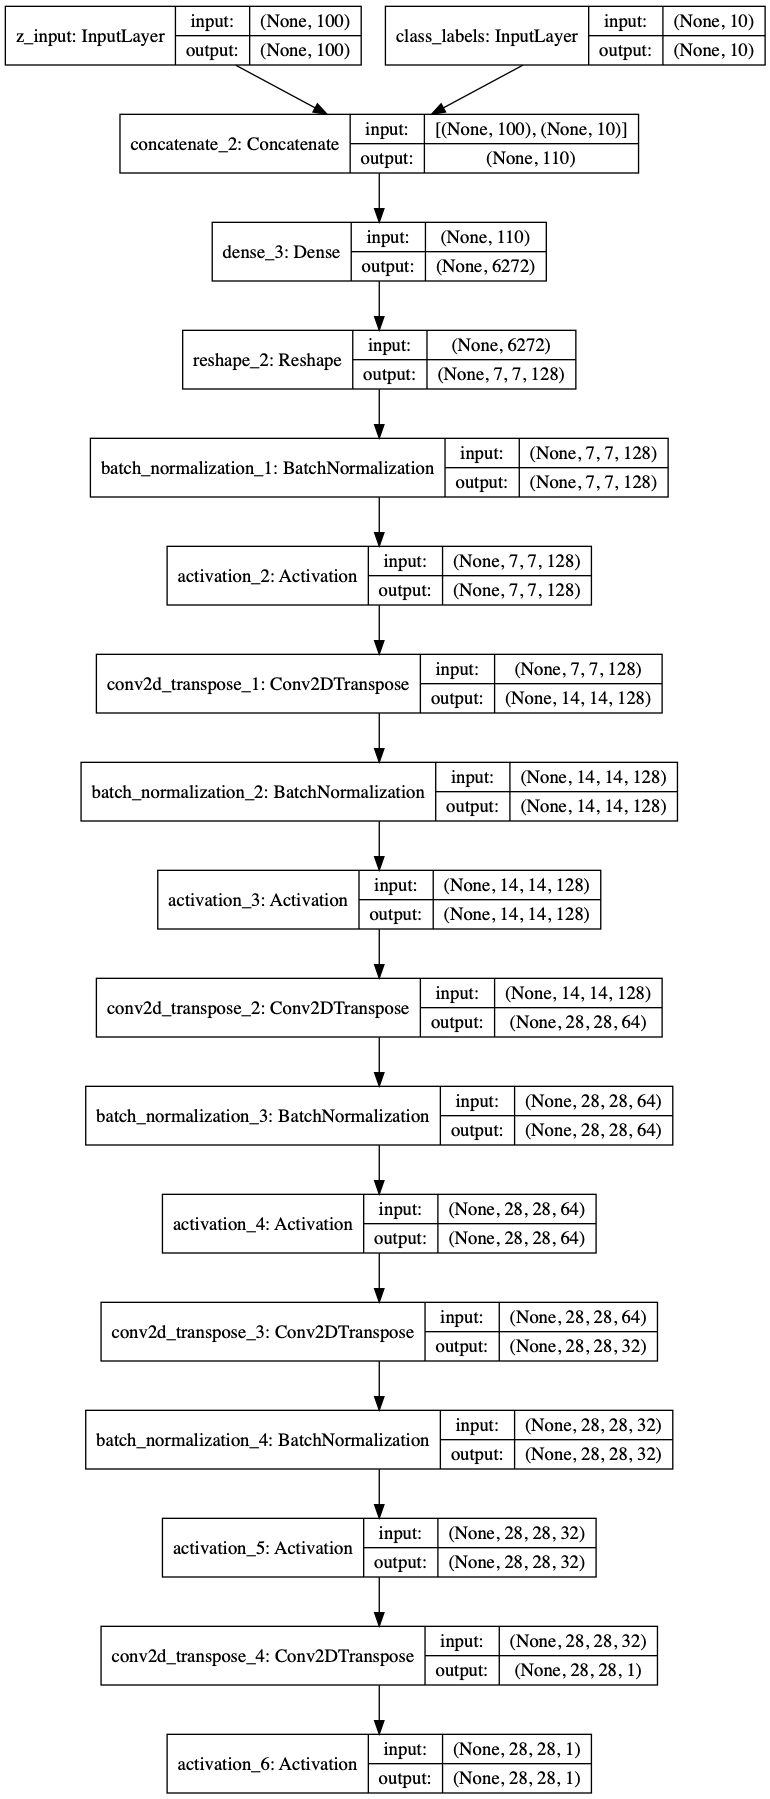 z_input: InputLayer
input:
(None, 100)
output:
(None, 100)
class_labels: InputLayer
input:
(None, 10)
output:
(None, 10)
concatenate_2: Concatenate
input:
[(None, 100), (None, 10)]
output:
(None, 110)
dense_3: Dense
input:
(None, 110)
output:
(None, 6272)
reshape_2: Reshape
input:
(None, 6272)
output:
(None, 7, 7, 128)
batch_normalization_1: BatchNormalization
input:
(None, 7, 7, 128)
output:
(None, 7, 7, 128)
activation_2: Activation
input:
(None, 7, 7, 128)
output:
(None, 7, 7, 128)
conv2d_transpose_1: Conv2DTranspose
input:
(None, 7, 7, 128)
output:
(None, 14, 14, 128)
batch_normalization_2: BatchNormalization
input:
(None, 14, 14, 128)
output:
(None, 14, 14, 128)
activation_3: Activation
input:
(None, 14, 14, 128)
output:
(None, 14, 14, 128)
conv2d_transpose_2: Conv2DTranspose
input:
(None, 14, 14, 128)
output:
(None, 28, 28, 64)
batch_normalization_3: BatchNormalization
input:
(None, 28, 28, 64)
output:
(None, 28, 28, 64)
activation_4: Activation
input:
(None, 28, 28, 64)
output:
(None, 28, 28, 64)
conv2d_transpose_3: Conv2DTranspose
input:
(None, 28, 28, 64)
output:
(None, 28, 28, 32)
batch_normalization_4: BatchNormalization
input:
(None, 28, 28, 32)
output:
(None, 28, 28, 32)
activation_5: Activation
input:
(None, 28, 28, 32)
output:
(None, 28, 28, 32)
conv2d_transpose_4: Conv2DTranspose
input:
(None, 28, 28, 32)
output:
(None, 28, 28, 1)
activation_6: Activation
input:
(None, 28, 28, 1)
output:
(None, 28, 28, 1)